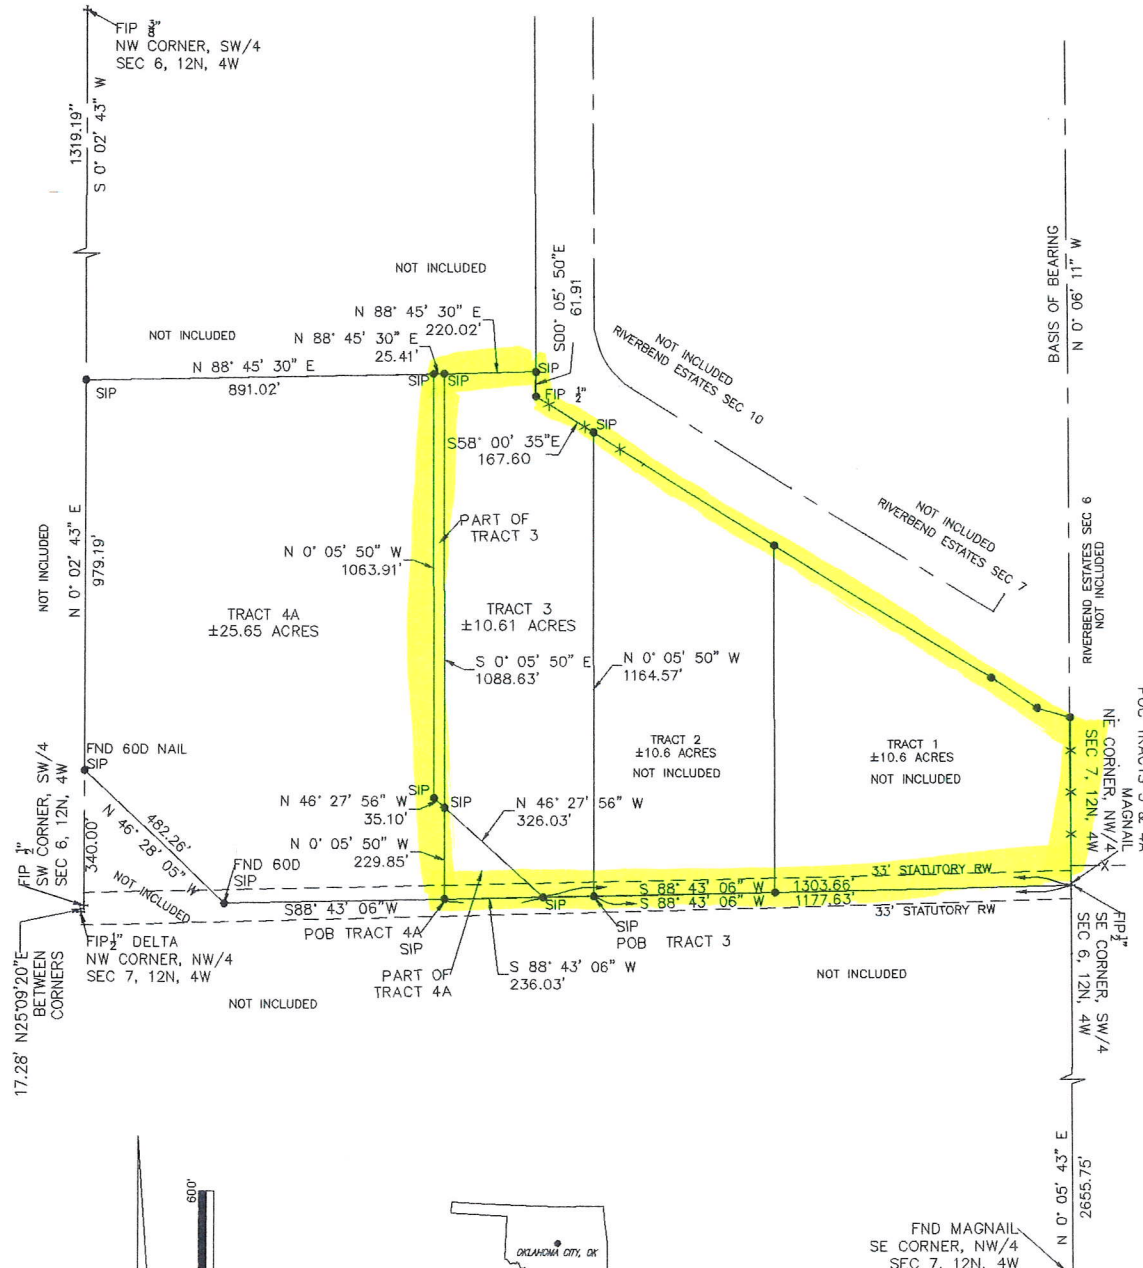 FIP 3/8"
NW CORNER, SW/4
SEC 6, 12N, 4W
1319.19"
S 0° 02' 43" W
NOT INCLUDED
NOT INCLUDED
N 88° 45' 30" E
220.02'
N 88° 45' 30" E
25.41'
N 88° 45' 30" E
891.02'
SIP
SIP
SIP
SIP
S00° 05' 50"E
61.91
FIP 1/2"
SIP
S58° 00' 35"E
167.60
NOT INCLUDED
RIVERBEND ESTATES SEC 10
NOT INCLUDED
RIVERBEND ESTATES SEC 7
BASIS OF BEARING
N 0° 06' 11" W
RIVERBEND ESTATES SEC 6
NOT INCLUDED
NOT INCLUDED
N 0° 02' 43" E
979.19'
PART OF
TRACT 3
N 0° 05' 50" W
1063.91'
TRACT 4A
±25.65 ACRES
TRACT 3
±10.61 ACRES
S 0° 05' 50" E
1088.63'
N 0° 05' 50" W
1164.57'
TRACT 2
±10.6 ACRES
NOT INCLUDED
TRACT 1
±10.6 ACRES
NOT INCLUDED
& 4A
MAGNAIL
NE CORNER, NW/4
SEC 7, 12N, 4W
FND 60D NAIL
SIP
FIP 1/2"
SW CORNER, SW/4
SEC 6, 12N, 4W
340.00'
482.26'
N 46° 28' 05" W
NOT INCLUDED
FND 60D
SIP
SIP
SIP
N 46° 27' 56" W
35.10'
N 46° 27' 56" W
326.03'
N 0° 05' 50" W
229.85'
S88° 43' 06"W
S 88° 43' 06" W 1303.66'
S 88° 43' 06" W 1177.63'
33' STATUTORY RW
33' STATUTORY RW
SIP
POB TRACT 4A
SIP
SIP
POB TRACT 3
PART OF
TRACT 4A
S 88° 43' 06" W
236.03'
NOT INCLUDED
FIP 1/2" DELTA
NW CORNER, NW/4
SEC 7, 12N, 4W
17.28' N25°09'20"E
BETWEEN
CORNERS
NOT INCLUDED
FIP 1/2"
SE CORNER, SW/4
SEC 6, 12N, 4W
N 0° 05' 43" E
2655.75'
600'
OKLAHOMA CITY, OK
FND MAGNAIL
SE CORNER, NW/4
SEC 7, 12N, 4W